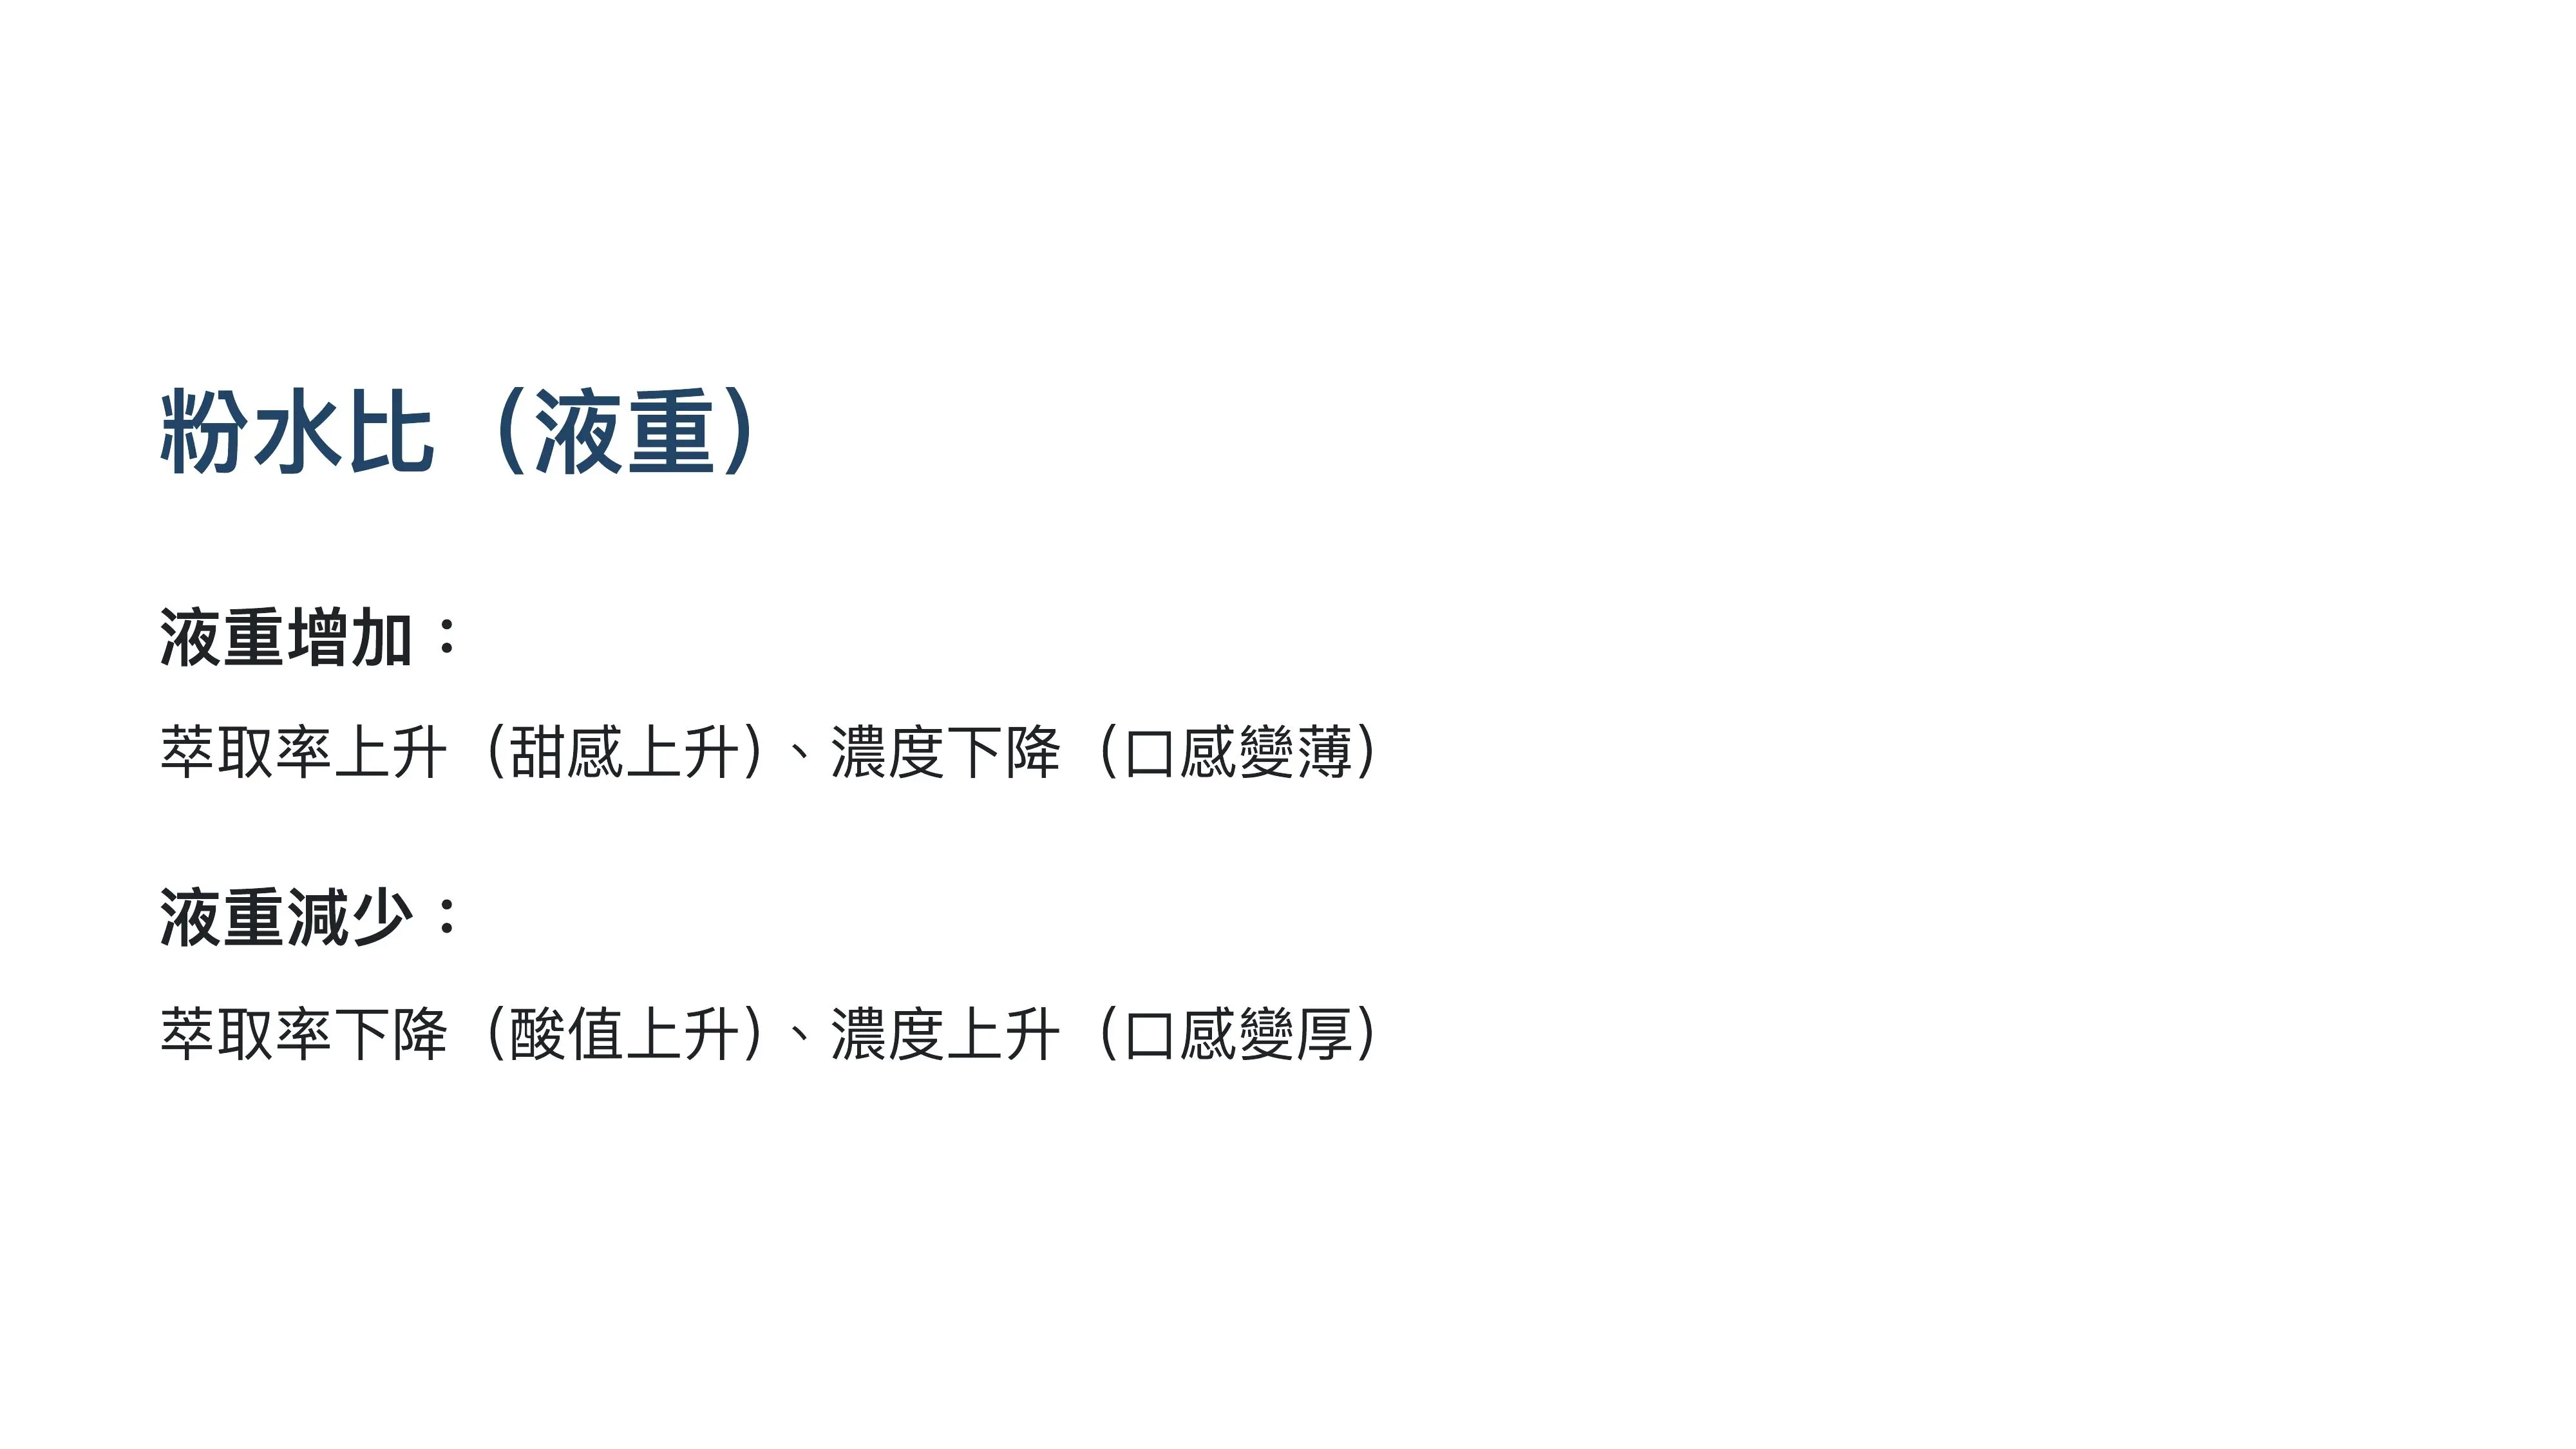 粉水比（液重）
液重增加：
萃取率上升（甜感上升）、濃度下降（口感變薄）
液重減少：
萃取率下降（酸值上升）、濃度上升（口感變厚）